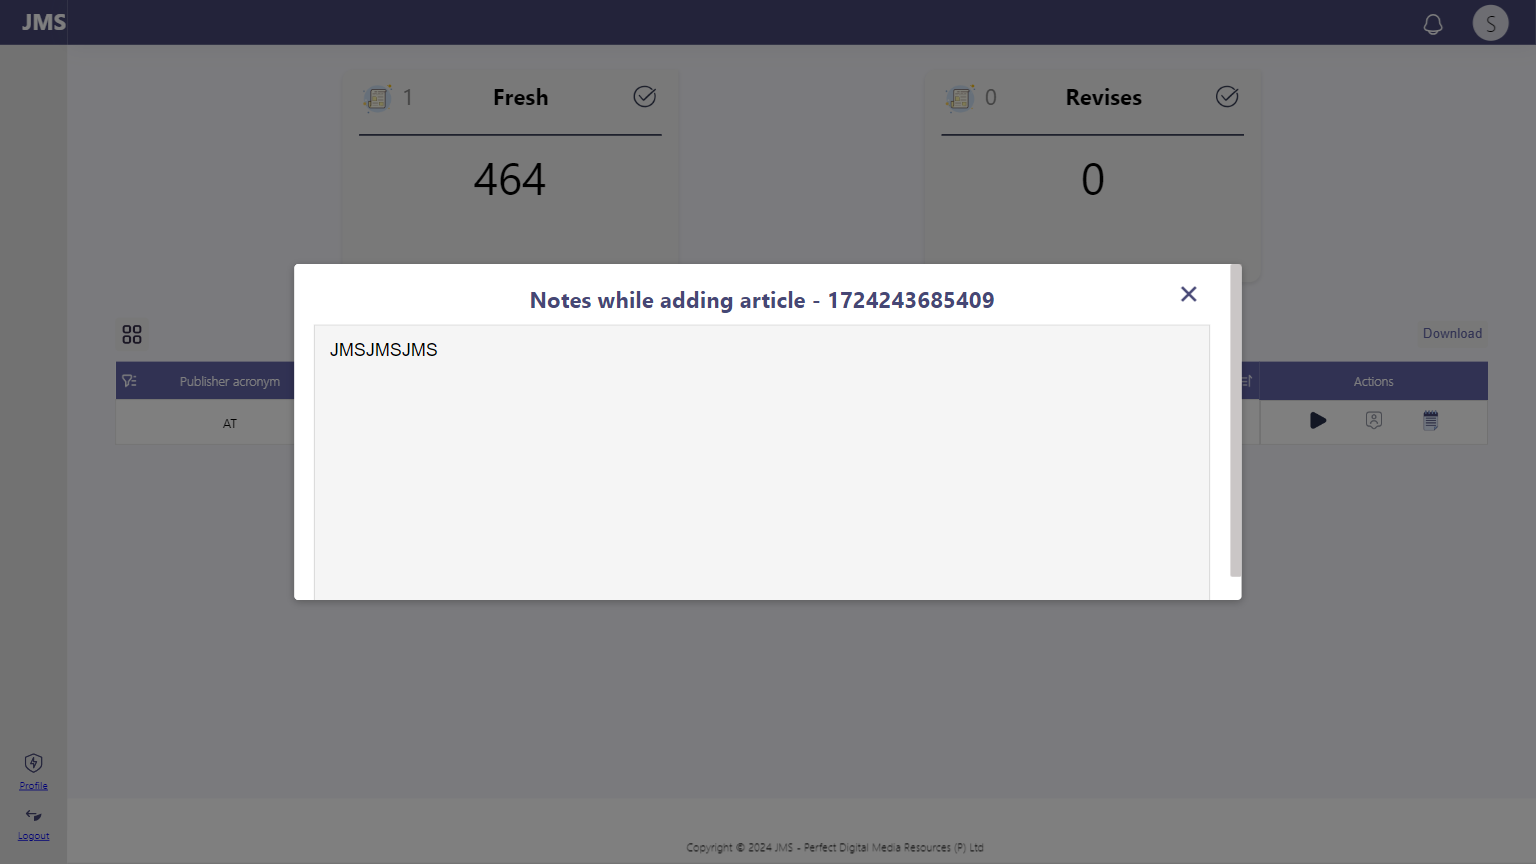 JMS
S
1 Fresh
464
0 Revises
0
Notes while adding article - 1724243685409
JMSJMSJMS
Download
Publisher acronym
Actions
AT
Profile
Logout
Copyright © 2024 JMS - Perfect Digital Media Resources (P) Ltd